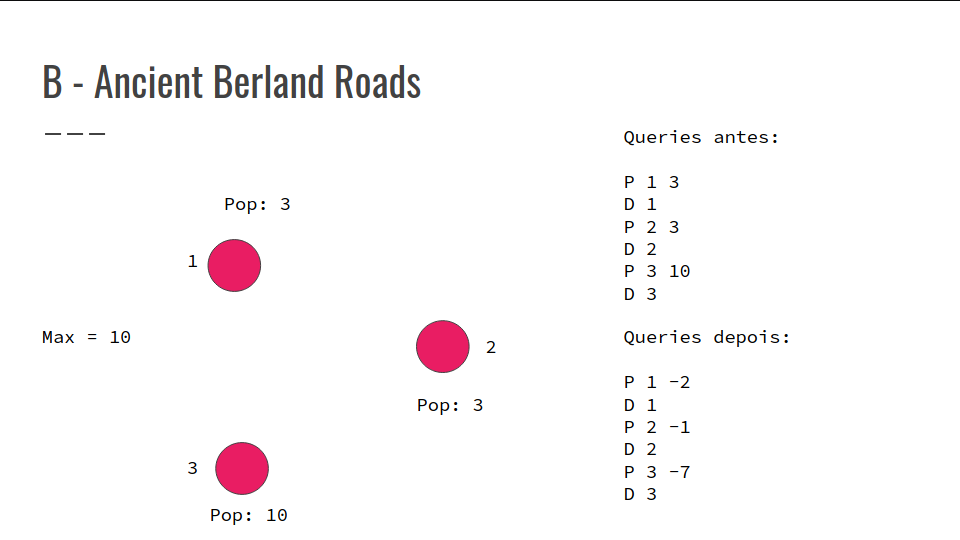 B - Ancient Berland Roads
Pop: 3
1
Max = 10
2
Pop: 3
3
Pop: 10
Queries antes:
P 1 3
D 1
P 2 3
D 2
P 3 10
D 3
Queries depois:
P 1 −2
D 1
P 2 −1
D 2
P 3 −7
D 3